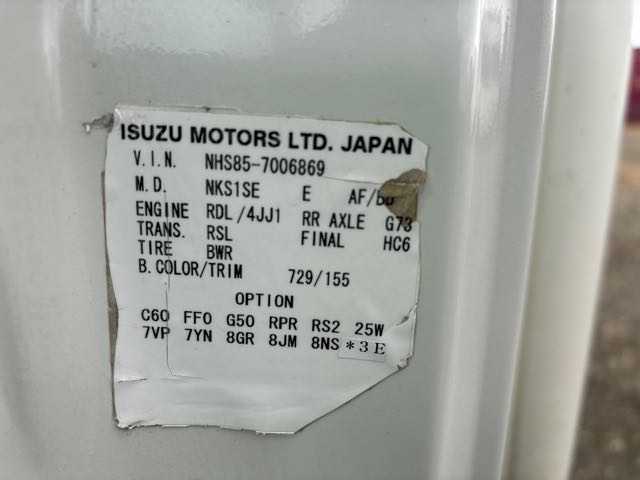 ISUZU MOTORS LTD. JAPAN
V.I.N. NHS85-7006869
M.D. NKS1SE E AF/BD
ENGINE RDL/4JJ1 RR AXLE G73
TRANS. RSL FINAL HC6
TIRE BWR
B.COLOR/TRIM 729/155
OPTION
C60 FF0 G50 RPR RS2 25W
7VP 7YN 8GR 8JM 8NS *3E